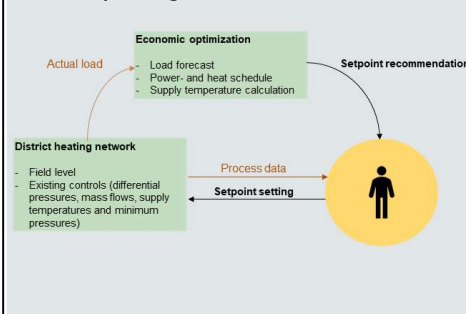 Economic optimization
Actual load
- Load forecast
- Power- and heat schedule
- Supply temperature calculation
Setpoint recommendation
District heating network
- Field level
- Existing controls (differential
pressures, mass flows, supply
temperatures and minimum
pressures)
Process data
Setpoint setting